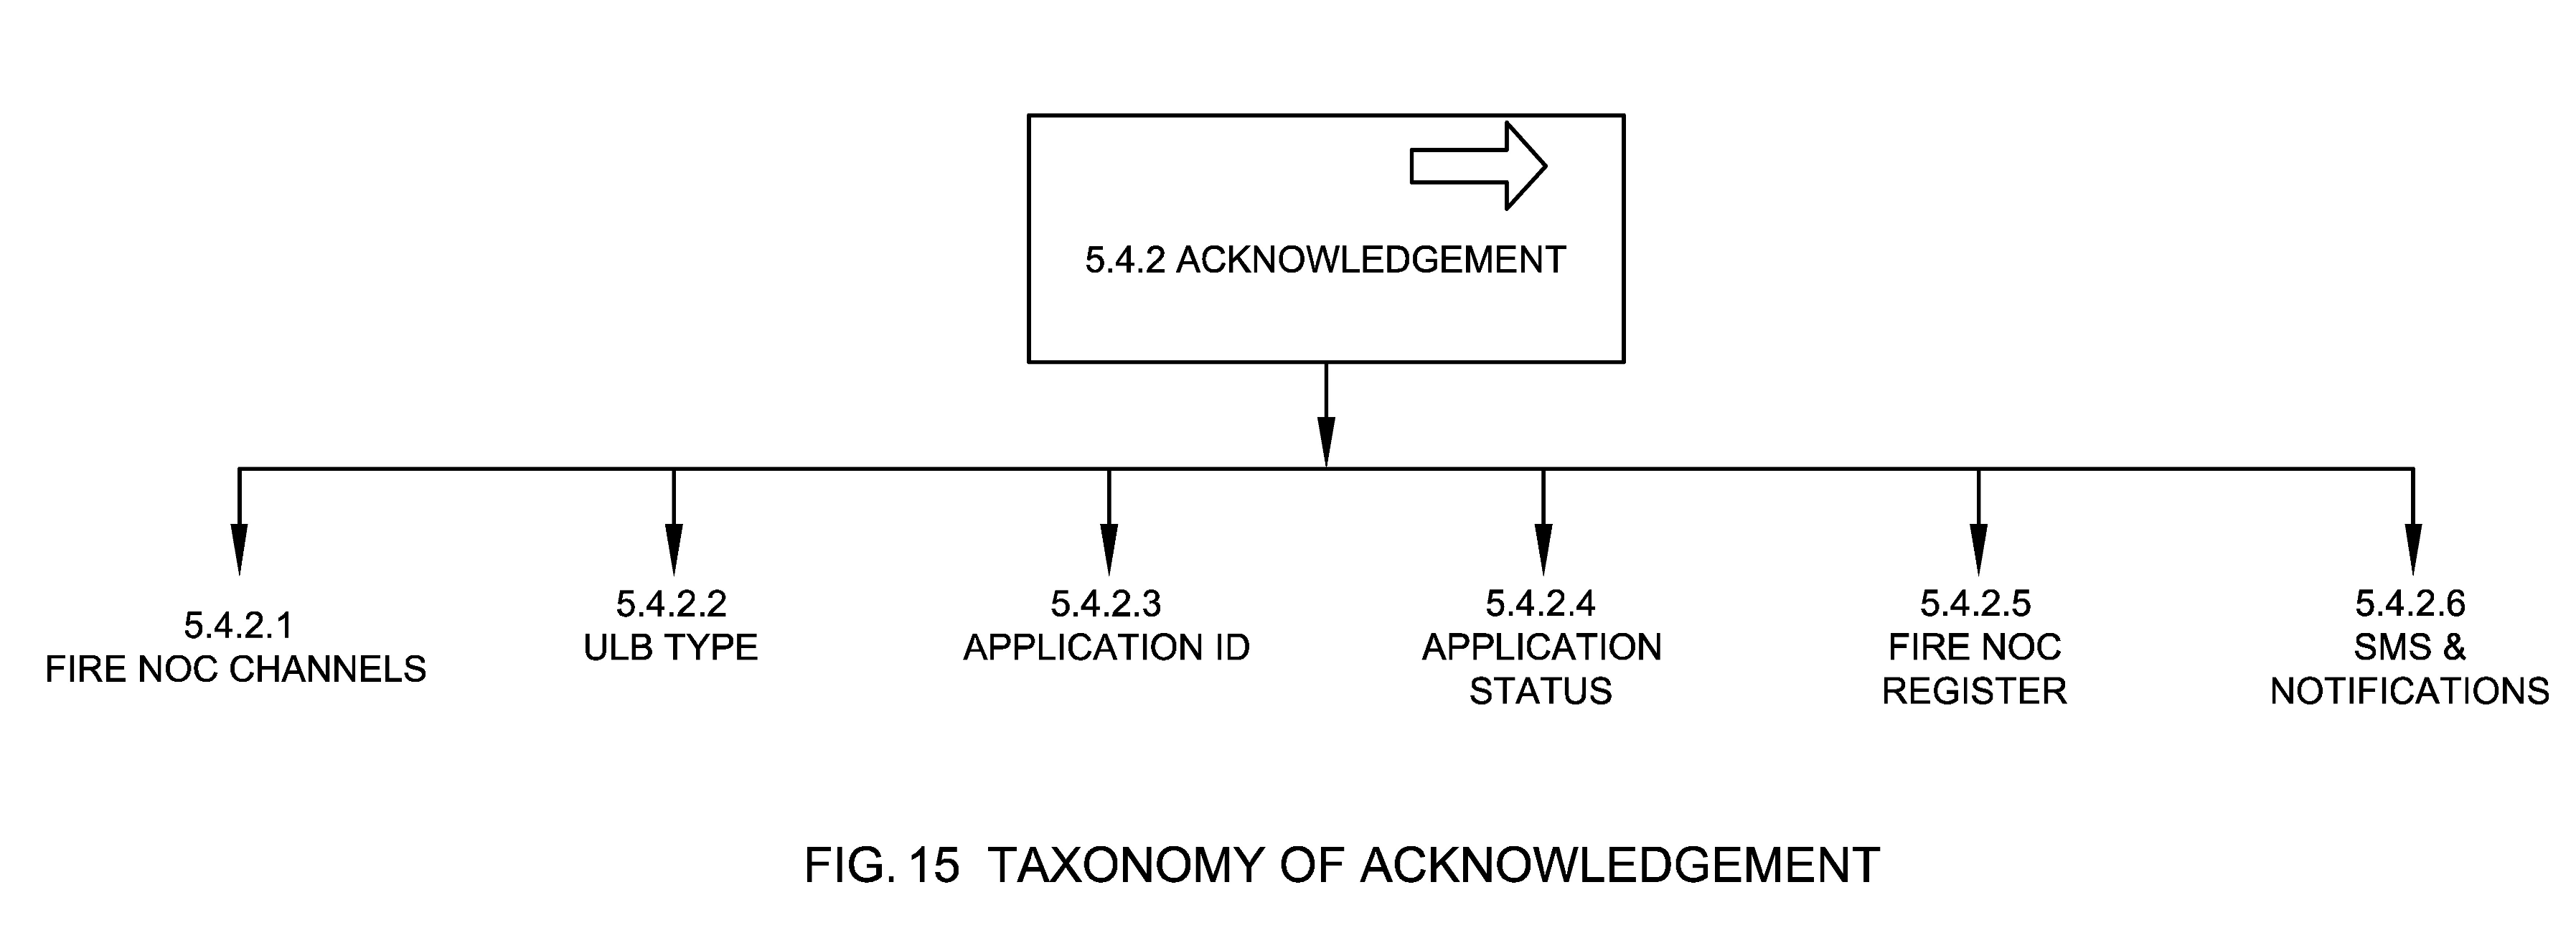 5.4.2 ACKNOWLEDGEMENT
5.4.2.1
FIRE NOC CHANNELS
5.4.2.2
ULB TYPE
5.4.2.3
APPLICATION ID
5.4.2.4
APPLICATION
STATUS
5.4.2.5
FIRE NOC
REGISTER
5.4.2.6
SMS &
NOTIFICATIONS
FIG. 15 TAXONOMY OF ACKNOWLEDGEMENT